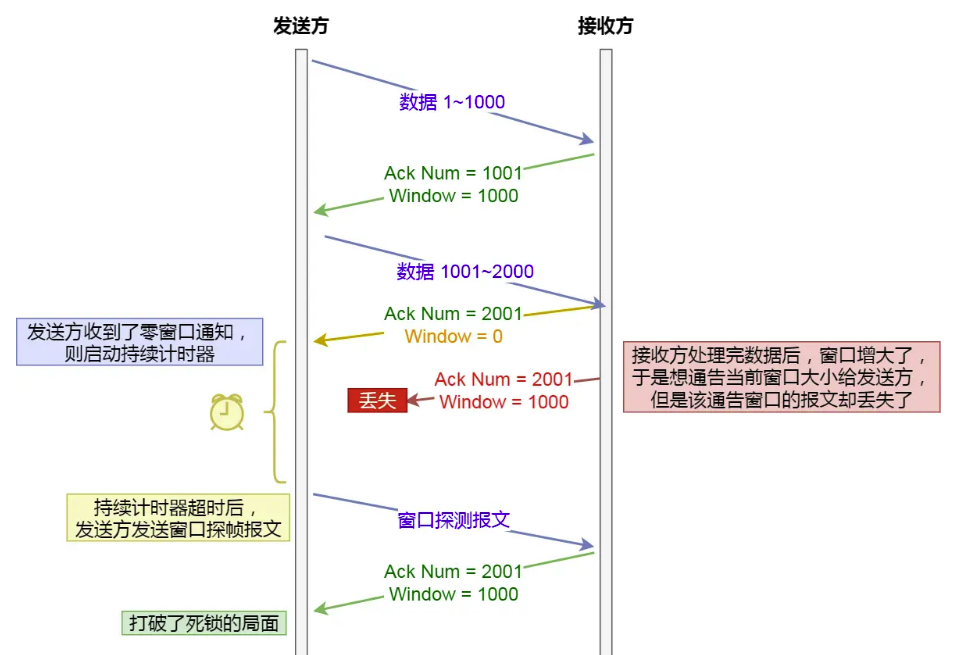 发送方
接收方
数据 1~1000
Ack Num = 1001
Window = 1000
数据 1001~2000
Ack Num = 2001
Window = 0
发送方收到了零窗口通知，
则启动持续计时器
Ack Num = 2001
Window = 1000
丢失
接收方处理完数据后，窗口增大了，
于是想通告当前窗口大小给发送方，
但是该通告窗口的报文却丢失了
持续计时器超时后，
发送方发送窗口探帧报文
窗口探测报文
Ack Num = 2001
Window = 1000
打破了死锁的局面